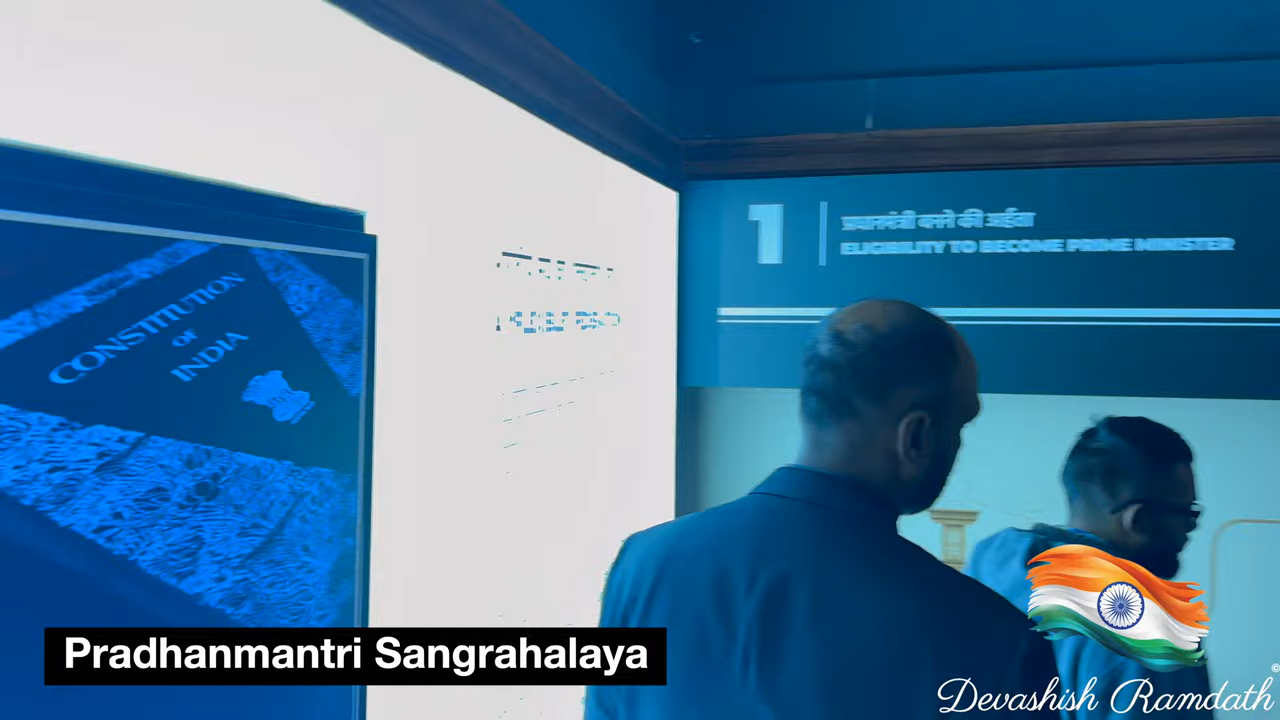 CONSTITUTION
OF
INDIA
1
प्रधानमंत्री बनने की अर्हता
ELIGIBILITY TO BECOME PRIME MINISTER
Pradhanmantri Sangrahalaya
©
Devashish Ramdath